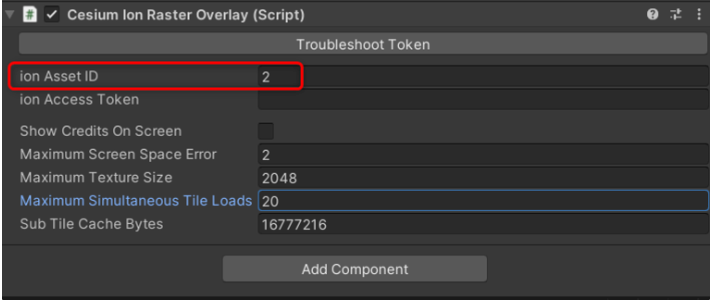 Cesium Ion Raster Overlay (Script)
Troubleshoot Token
ion Asset ID 2
ion Access Token
Show Credits On Screen
Maximum Screen Space Error 2
Maximum Texture Size 2048
Maximum Simultaneous Tile Loads 20
Sub Tile Cache Bytes 16777216
Add Component